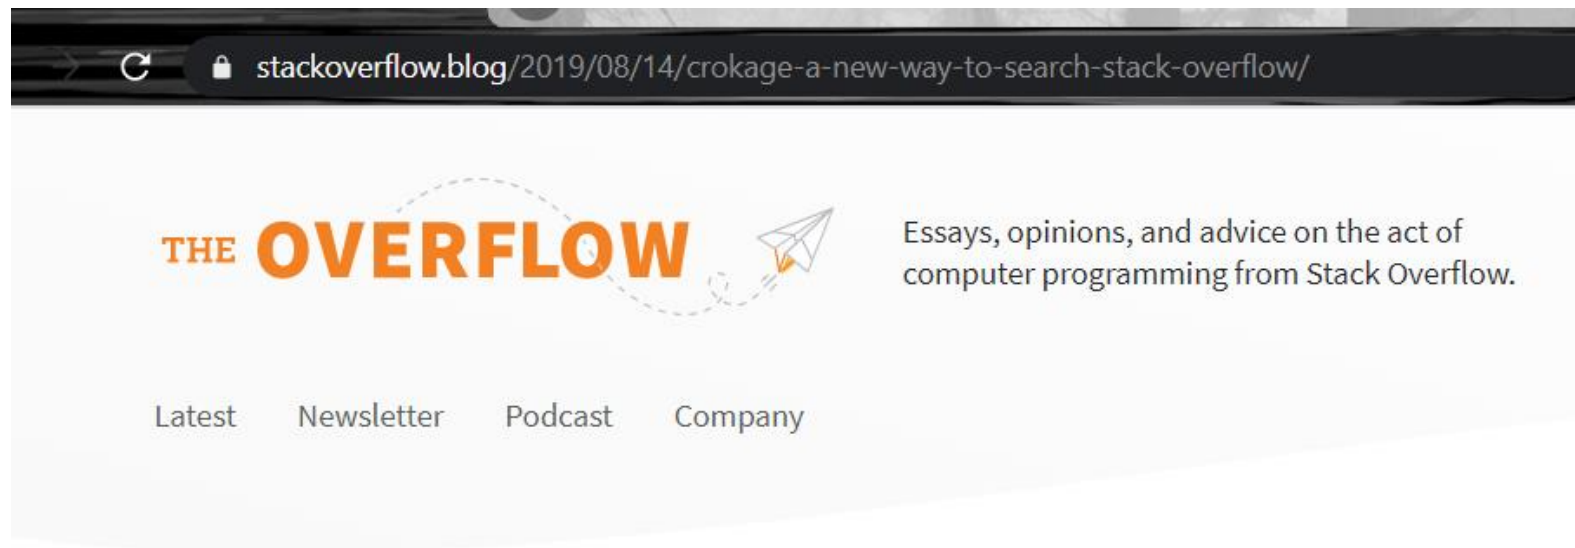 stackoverflow.blog/2019/08/14/crokage-a-new-way-to-search-stack-overflow/
THE OVERFLOW
Essays, opinions, and advice on the act of
computer programming from Stack Overflow.
Latest Newsletter Podcast Company